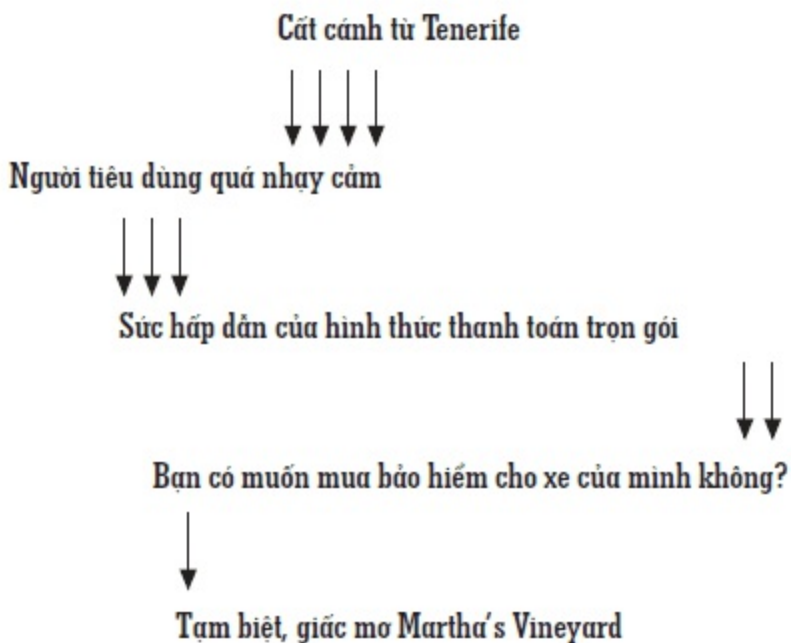 Cất cánh từ Tenerife
Người tiêu dùng quá nhạy cảm
Sức hấp dẫn của hình thức thanh toán trọn gói
Bạn có muốn mua bảo hiểm cho xe của mình không?
Tạm biệt, giấc mơ Martha's Vineyard